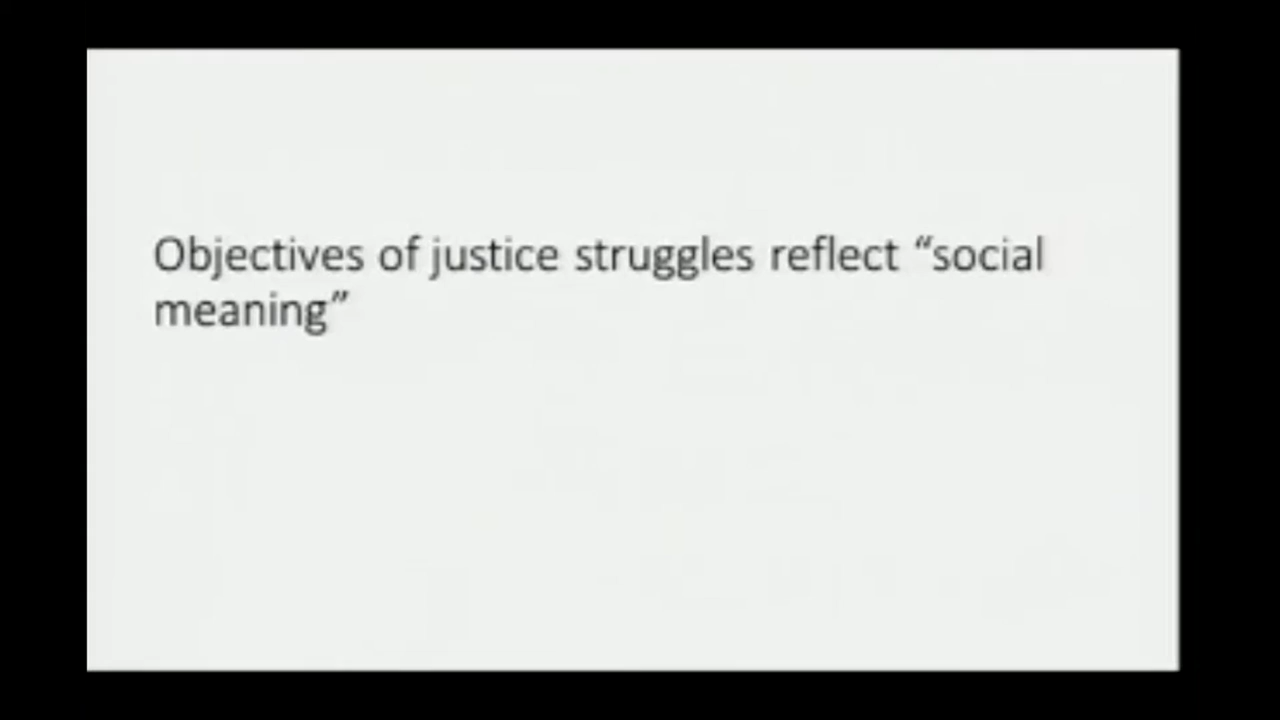 Objectives of justice struggles reflect “social
meaning”